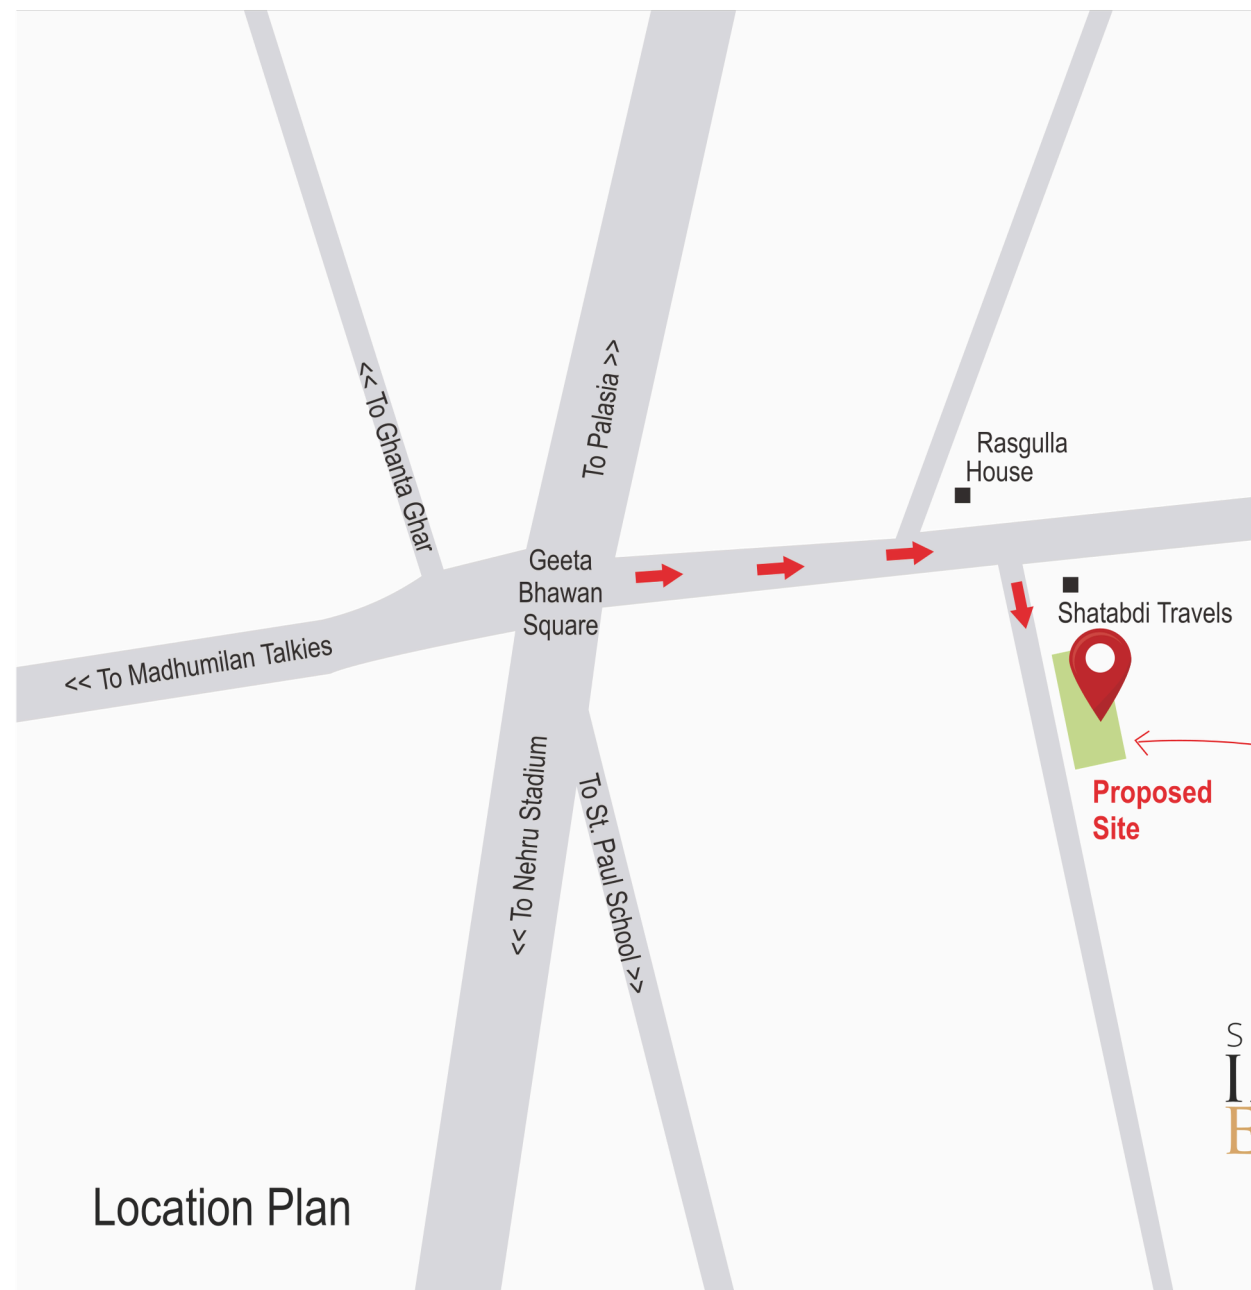 << To Ghanta Ghar
To Palasia >>
Rasgulla
House
Geeta
Bhawan
Square
Shatabdi Travels
<< To Madhumilan Talkies
<< To Nehru Stadium
To St. Paul School >>
Proposed
Site
S
Location Plan